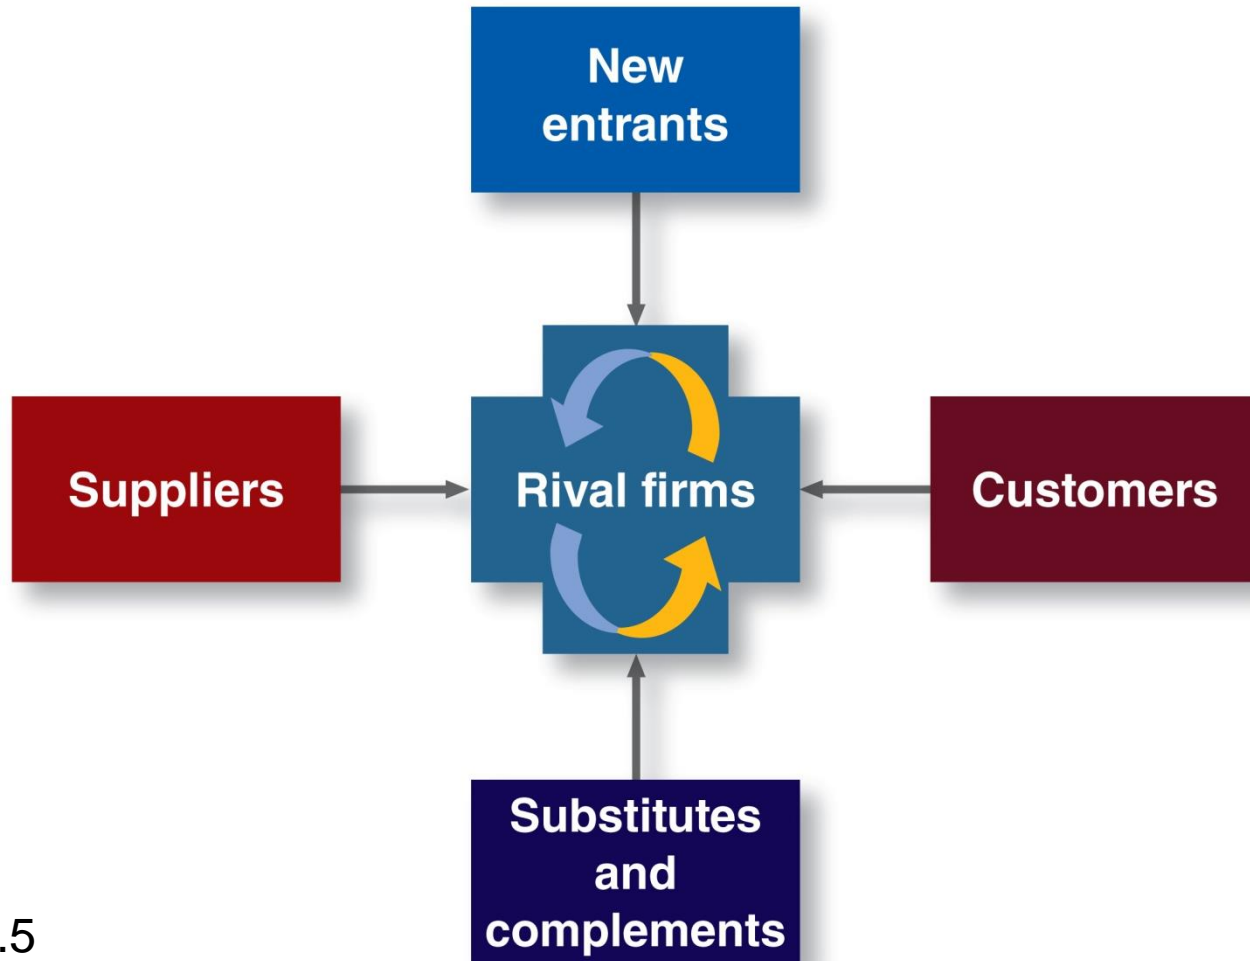 New
entrants
Suppliers
Rival firms
Customers
Substitutes
and
complements
.5